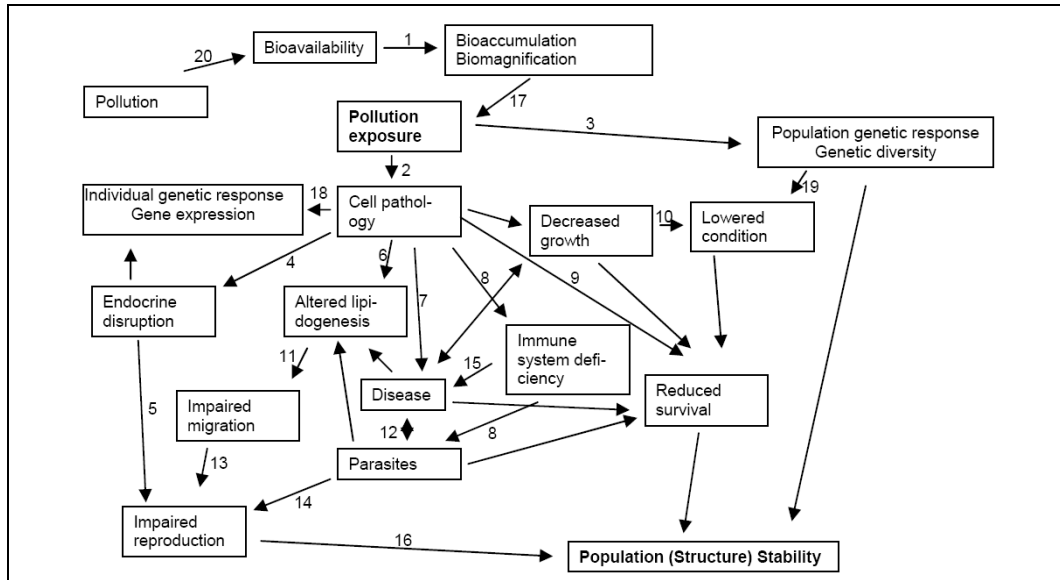 Bioavailability
1
Bioaccumulation
Biomagnification
20
Pollution
17
Pollution
exposure
3
Population genetic response
Genetic diversity
2
19
Individual genetic response
Gene expression
18
Cell pathol-
ogy
Decreased
growth
10
Lowered
condition
4
6
7
8
9
Endocrine
disruption
Altered lipi-
dogenesis
Immune
system defi-
ciency
11
15
Disease
Reduced
survival
5
Impaired
migration
12
8
13
Parasites
14
Impaired
reproduction
16
Population (Structure) Stability